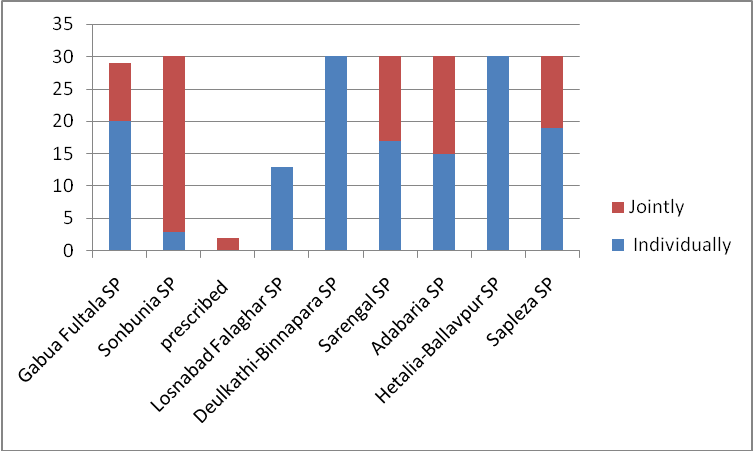 35
30
25
20
15
10
5
0
Gabua Fultala SP
Sonbunia SP
prescribed
Losnabad Falaghar SP
Deulkathi-Binnapara SP
Sarengal SP
Adabaria SP
Hetalia-Ballavpur SP
Sapleza SP
Jointly
Individually